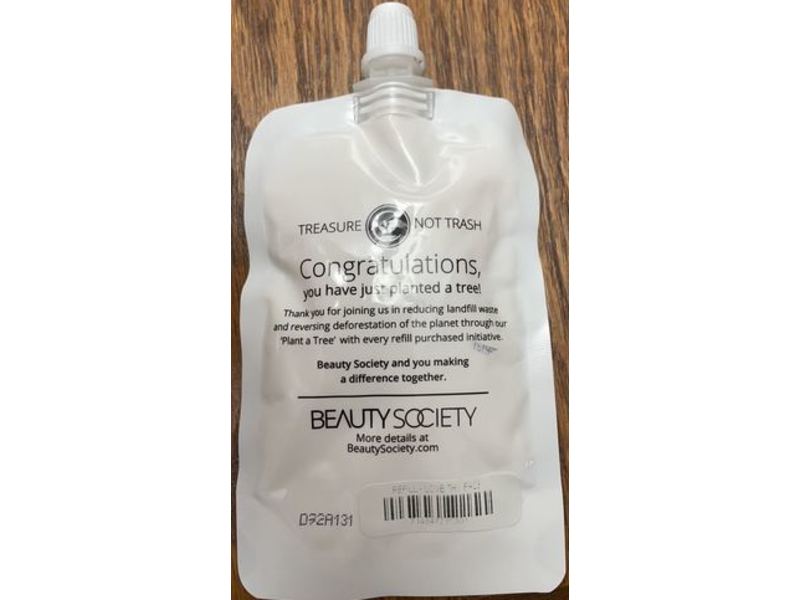 TREASURE NOT TRASH
Congratulations,
you have just planted a tree!
Thank you for joining us in reducing landfill waste
and reversing deforestation of the planet through our
'Plant a Tree' with every refill purchased initiative.
Beauty Society and you making
a difference together.
BEAUTY SOCIETY
More details at
BeautySociety.com
D72A131